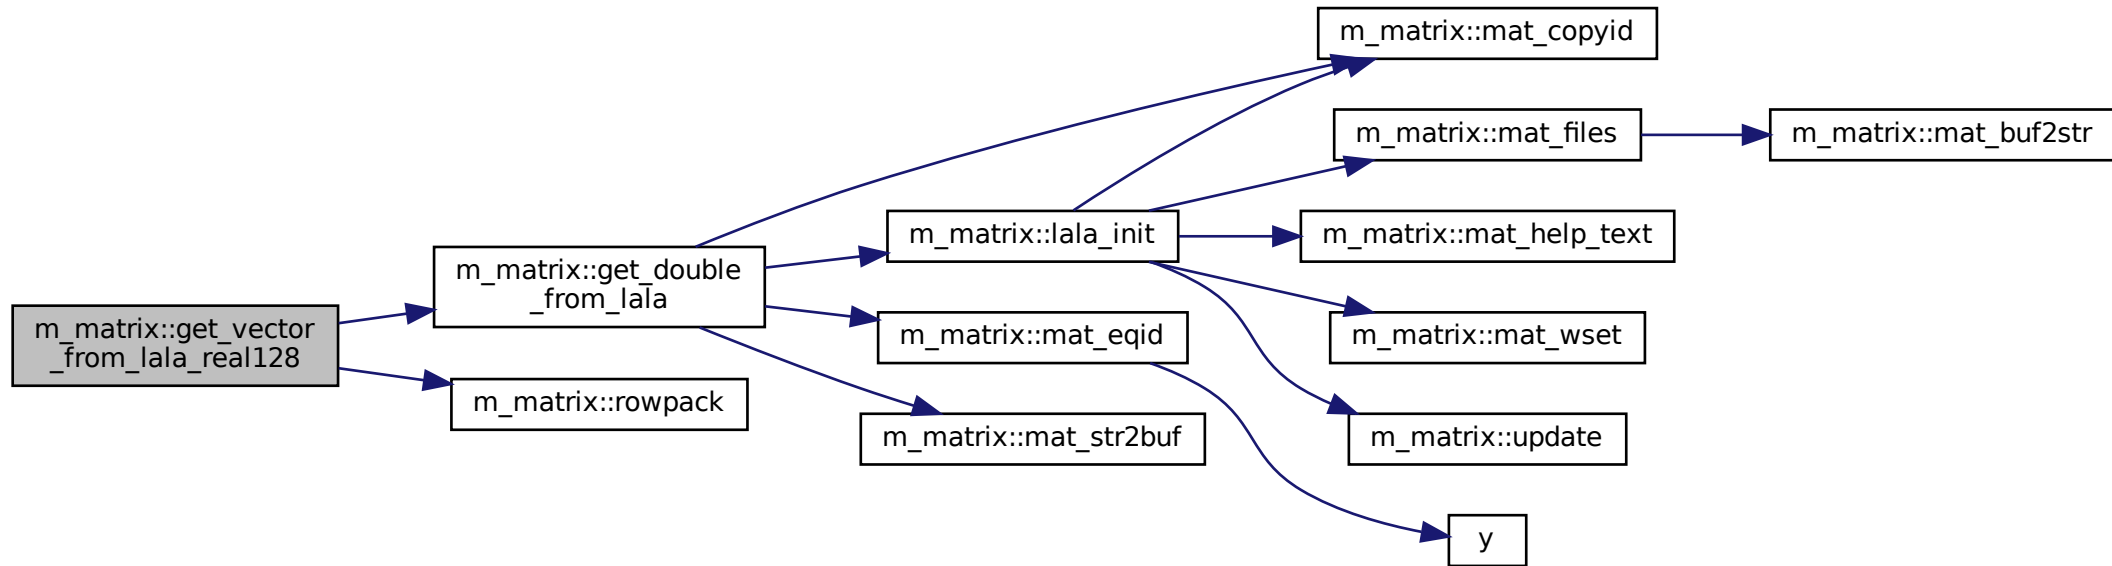 m_matrix::get_vector
_from_lala_real128
m_matrix::get_double
_from_lala
m_matrix::rowpack
m_matrix::lala_init
m_matrix::mat_eqid
m_matrix::mat_str2buf
m_matrix::mat_copyid
m_matrix::mat_files
m_matrix::mat_help_text
m_matrix::mat_wset
m_matrix::update
y
m_matrix::mat_buf2str